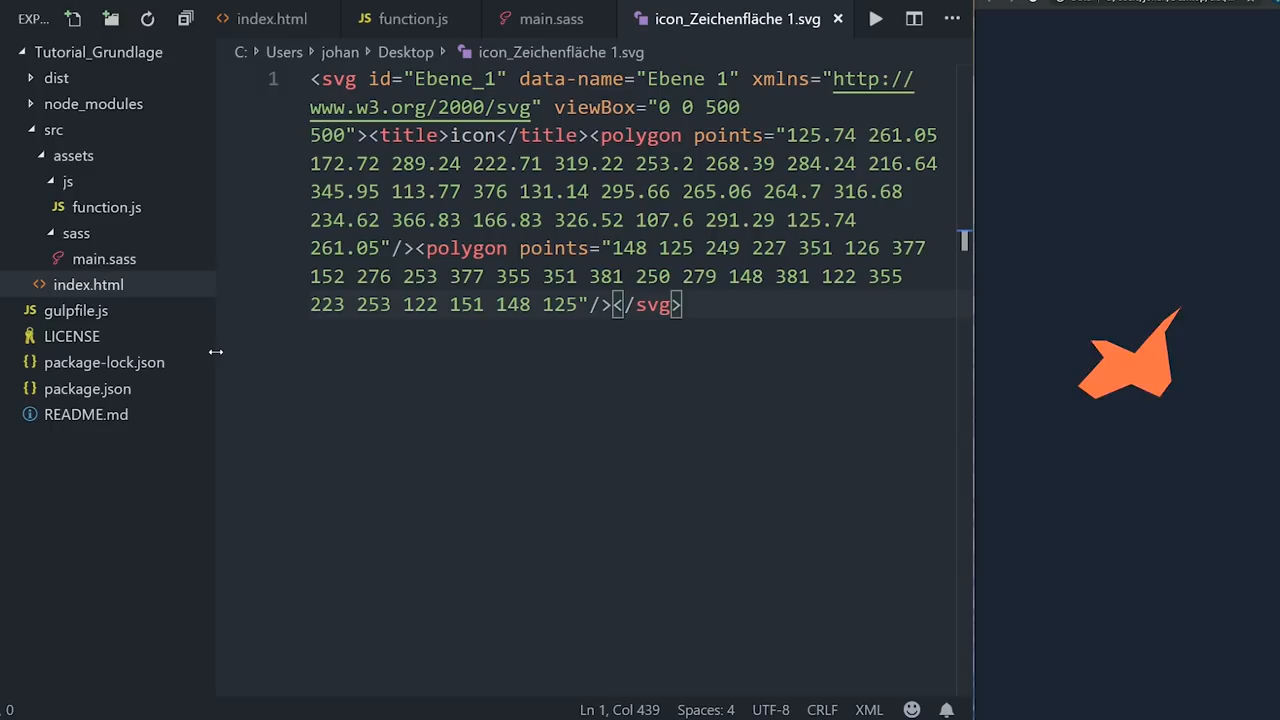 EXP...
index.html
JS function.js
main.sass
icon_Zeichenfläche 1.svg
C: Users johan Desktop icon_Zeichenfläche 1.svg
Tutorial_Grundlage
dist
node_modules
src
assets
js
JS function.js
sass
main.sass
index.html
JS gulpfile.js
LICENSE
{} package-lock.json
{} package.json
README.md
1
<svg id="Ebene_1" data-name="Ebene 1" xmlns="http://
www.w3.org/2000/svg" viewBox="0 0 500
500"><title>icon</title><polygon points="125.74 261.05
172.72 289.24 222.71 319.22 253.2 268.39 284.24 216.64
345.95 113.77 376 131.14 295.66 265.06 264.7 316.68
234.62 366.83 166.83 326.52 107.6 291.29 125.74
261.05"/><polygon points="148 125 249 227 351 126 377
152 276 253 377 355 351 381 250 279 148 381 122 355
223 253 122 151 148 125"/></svg>
0
Ln 1, Col 439
Spaces: 4
UTF-8
CRLF
XML